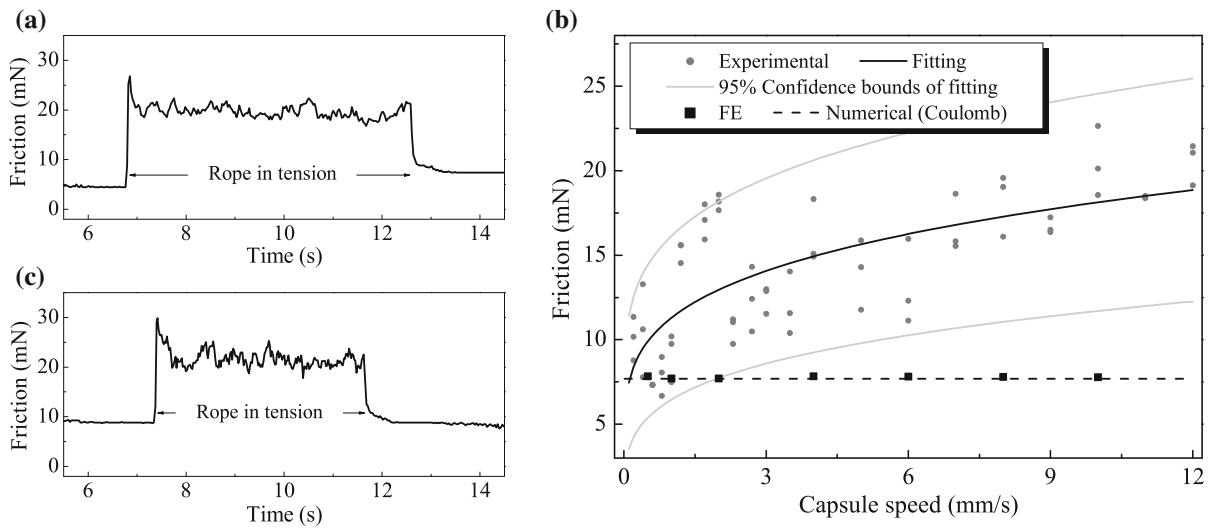 (a)
Friction (mN)
30
20
10
0
Rope in tension
6
8
10
12
14
Time (s)
(c)
Friction (mN)
30
20
10
0
Rope in tension
6
8
10
12
14
Time (s)
(b)
Experimental
Fitting
95% Confidence bounds of fitting
FE
Numerical (Coulomb)
Friction (mN)
25
20
15
10
5
0
3
6
9
12
Capsule speed (mm/s)